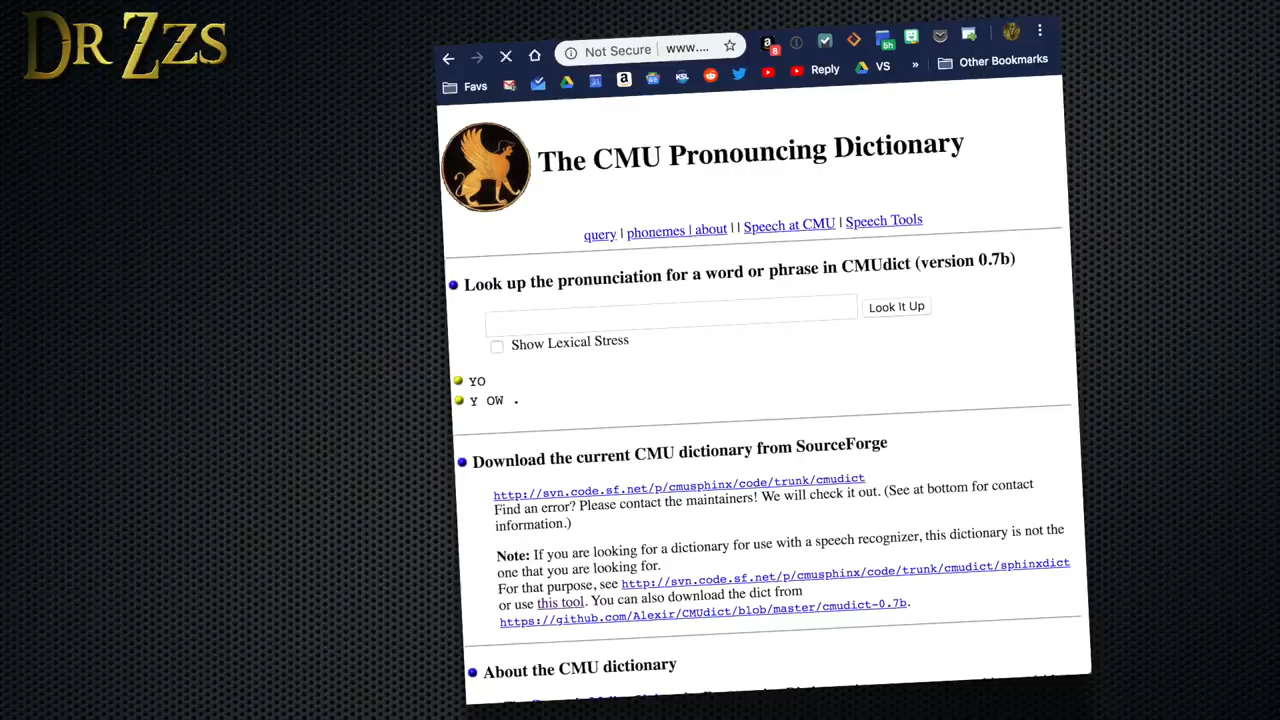 DR ZZS
Not Secure | www....
8
6h
Favs
31
a
KSL
Reply
VS
»
Other Bookmarks
The CMU Pronouncing Dictionary
query | phonemes | about | | Speech at CMU | Speech Tools
Look up the pronunciation for a word or phrase in CMUdict (version 0.7b)
Look It Up
Show Lexical Stress
YO
Y OW .
Download the current CMU dictionary from SourceForge
http://svn.code.sf.net/p/cmusphinx/code/trunk/cmudict
Find an error? Please contact the maintainers! We will check it out. (See at bottom for contact
information.)
Note: If you are looking for a dictionary for use with a speech recognizer, this dictionary is not the
one that you are looking for.
For that purpose, see http://svn.code.sf.net/p/cmusphinx/code/trunk/cmudict/sphinxdict
or use this tool. You can also download the dict from
https://github.com/Alexir/CMUdict/blob/master/cmudict-0.7b.
About the CMU dictionary